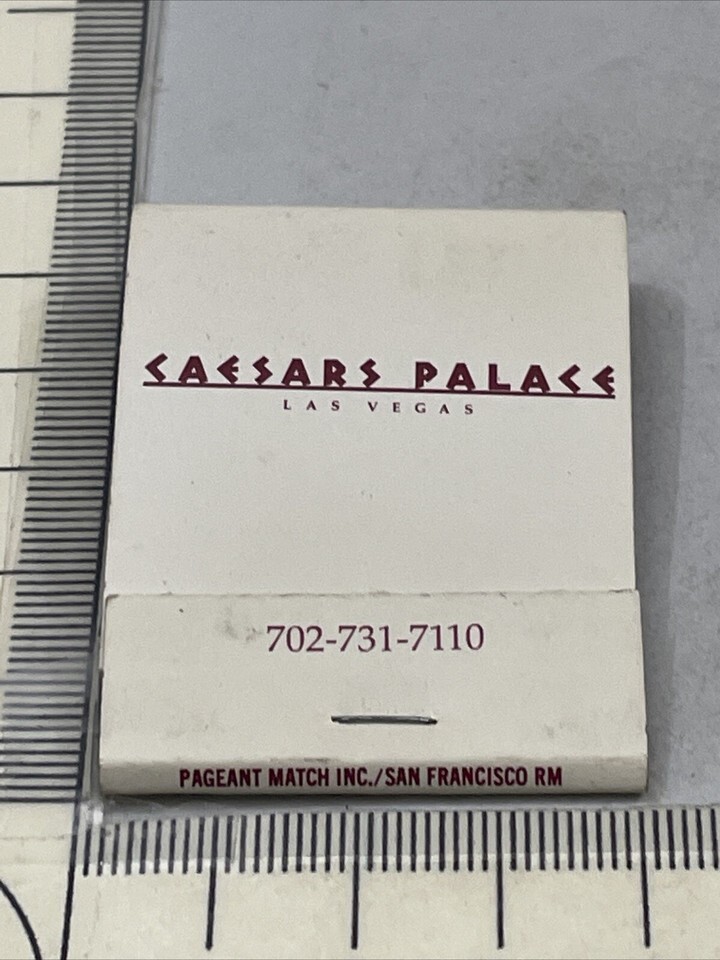 CAESARS PALACE
LAS VEGAS
702-731-7110
PAGEANT MATCH INC./SAN FRANCISCO RM